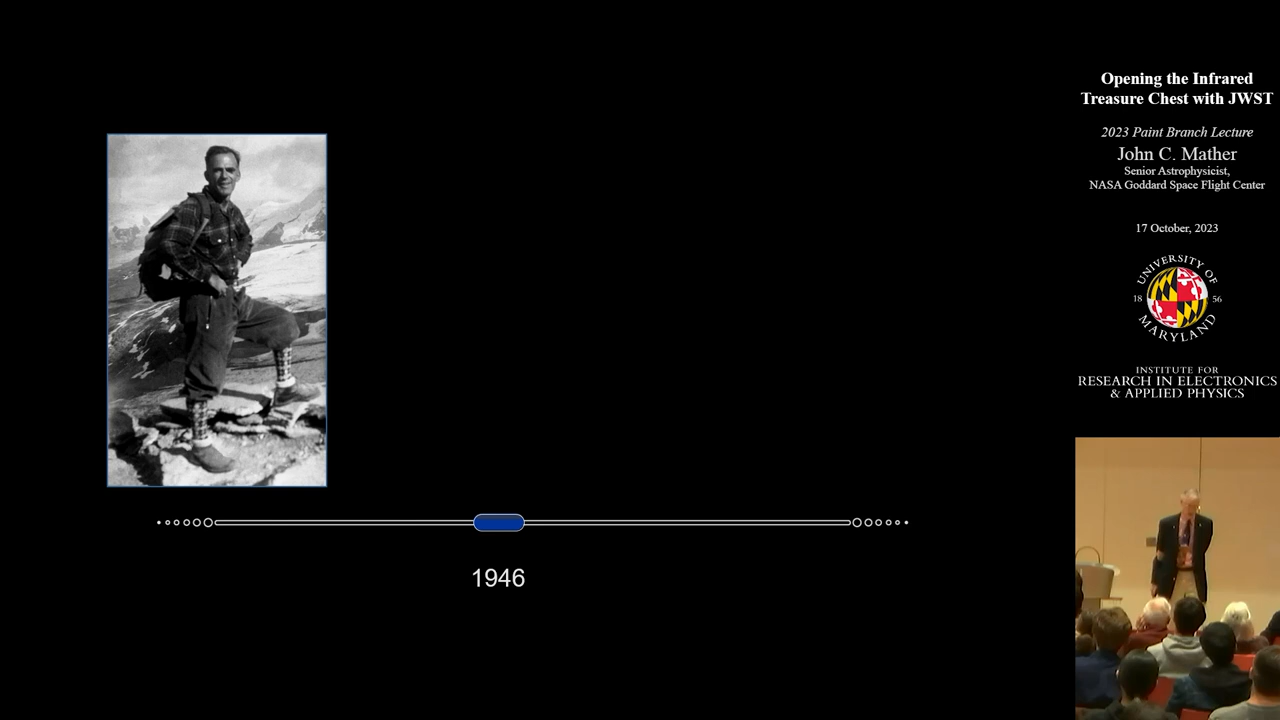 Opening the Infrared
Treasure Chest with JWST
2023 Paint Branch Lecture
John C. Mather
Senior Astrophysicist,
NASA Goddard Space Flight Center
17 October, 2023
UNIVERSITY OF
18 56
MARYLAND
INSTITUTE FOR
RESEARCH IN ELECTRONICS
& APPLIED PHYSICS
1946